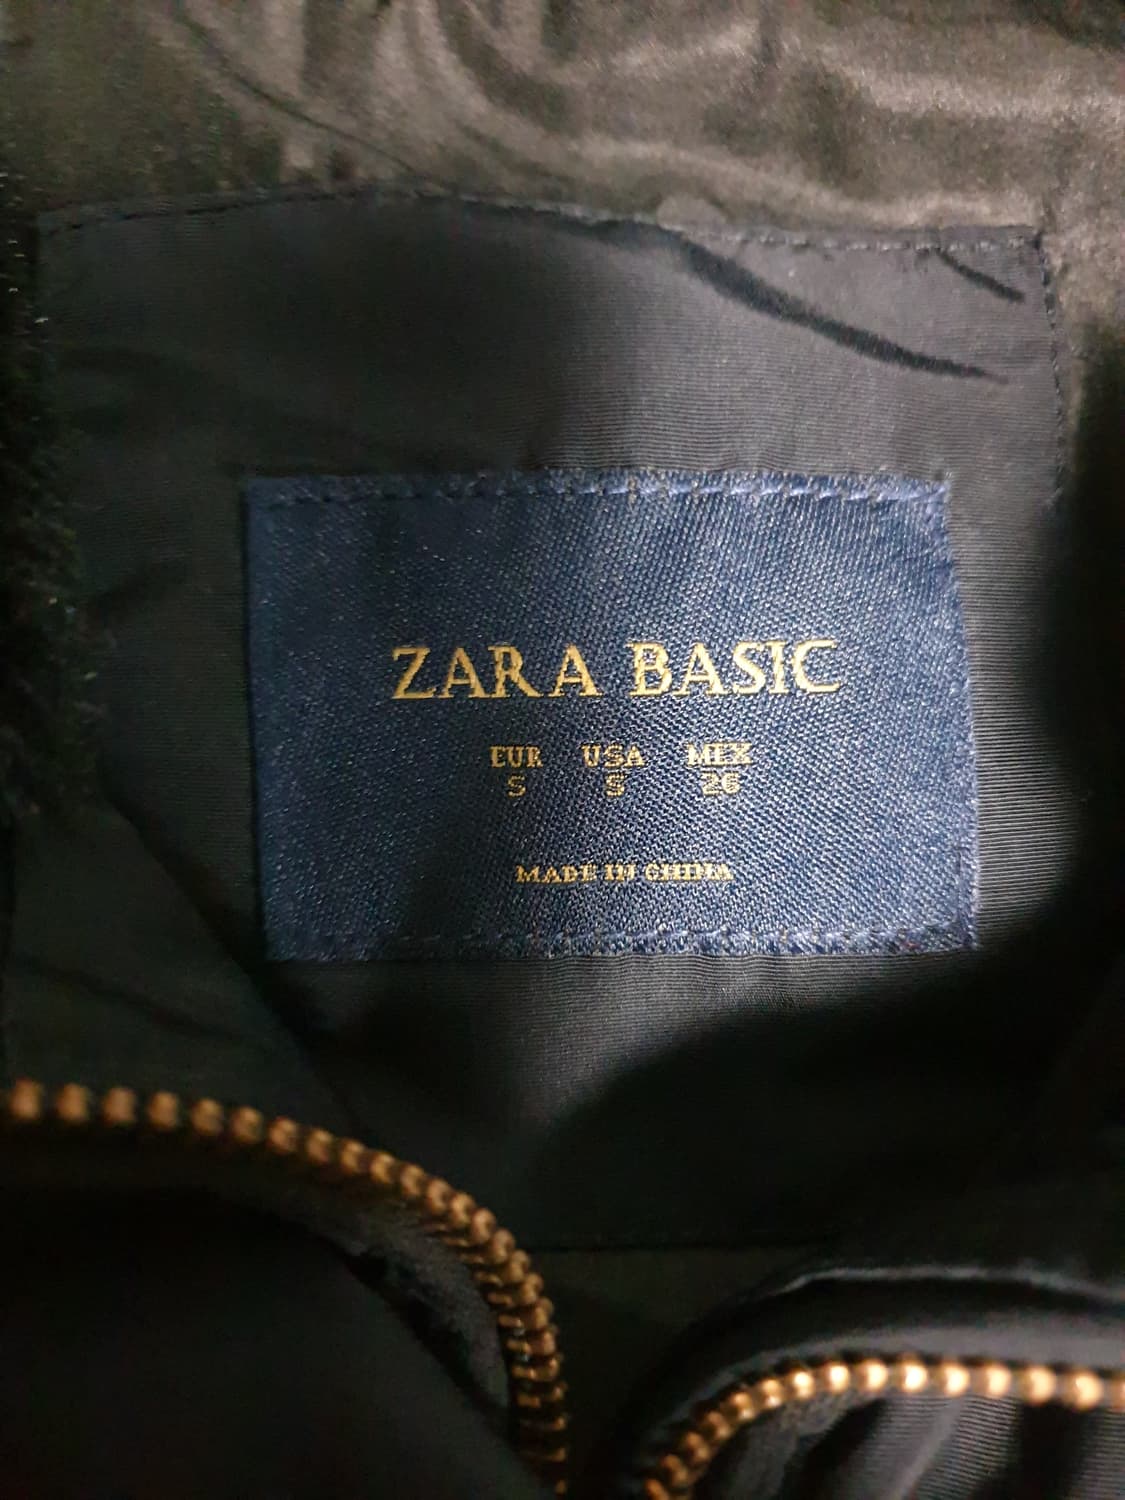 ZARA BASIC
EUR USA MEX
S S 26
MADE IN CHINA